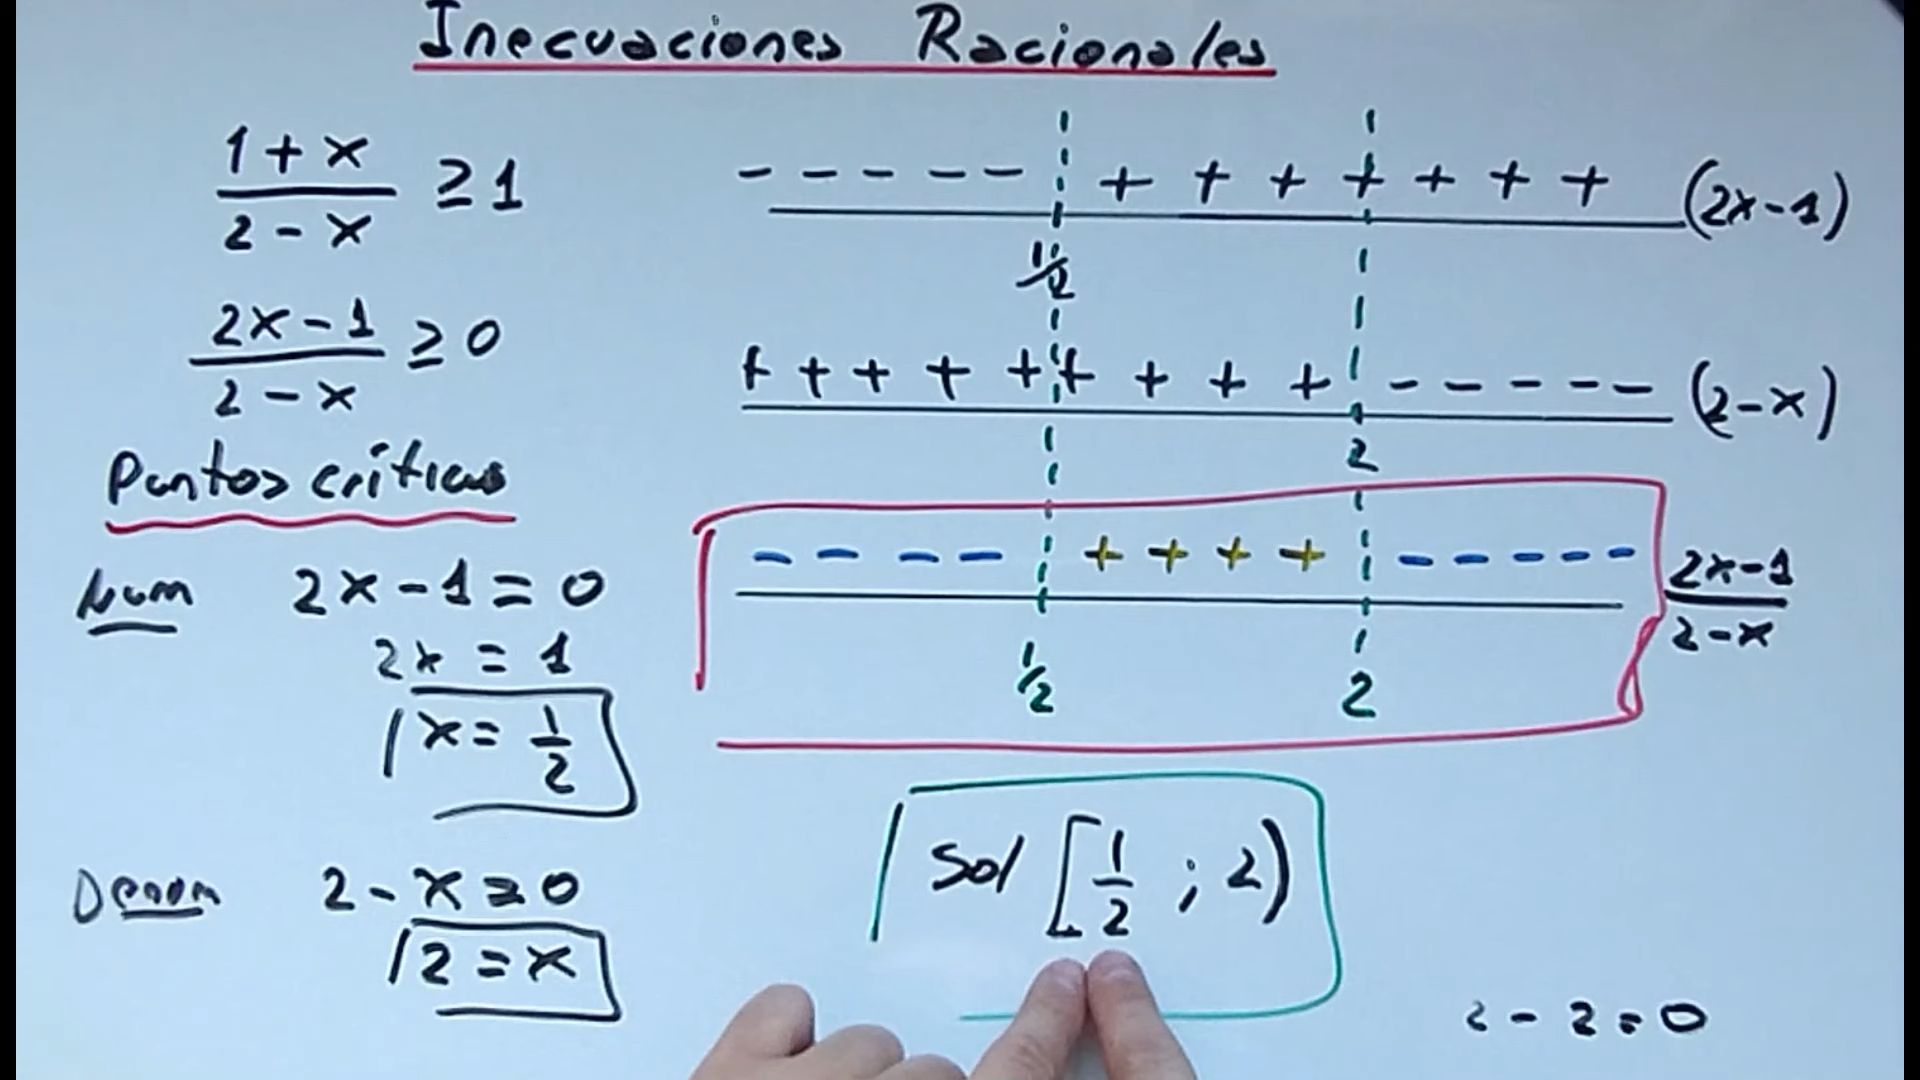 Inecuaciones Racionales
1 + x
2 - x
≥ 1
2x - 1
2 - x
≥ 0
Puntos críticos
Num 2x - 1 = 0
2x = 1
x = 1/2
Denom 2 - x = 0
2 = x
- - - - - + + + + + + + (2x-1)
1/2
+ + + + + + + + + - - - - - (2-x)
2
- - - - + + + + - - - - -
2x-1
2-x
1/2 2
Sol [1/2 ; 2)
2 - 2 = 0